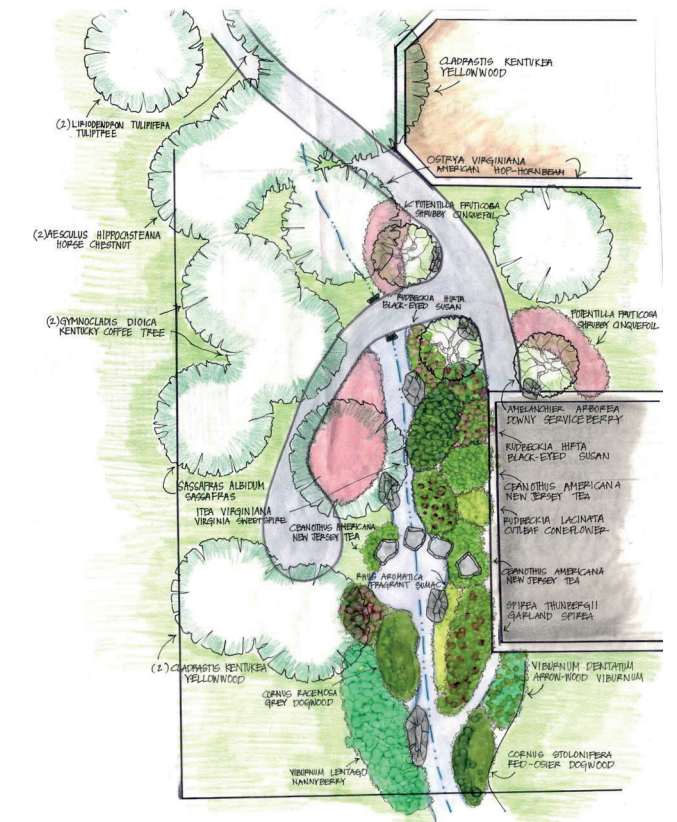 CLADRASTIS KENTUKEA
YELLOWWOOD
(2) LIRIODENDRON TULIPIFERA
TULIPTREE
OSTRYA VIRGINIANA
AMERICAN HOP-HORNBEAM
POTENTILLA FRUTICOSA
SHRUBBY CINQUEFOIL
(2) AESCULUS HIPPOCASTEANA
HORSE CHESTNUT
RUDBECKIA HIRTA
BLACK-EYED SUSAN
(2) GYMNOCLADIS DIOICA
KENTUCKY COFFEE TREE
POTENTILLA FRUTICOSA
SHRUBBY CINQUEFOIL
AMELANCHIER ARBOREA
DOWNY SERVICEBERRY
RUDBECKIA HIRTA
BLACK-EYED SUSAN
SASSAFRAS ALBIDUM
SASSAFRAS
CEANOTHUS AMERICANA
NEW JERSEY TEA
ITEA VIRGINIANA
VIRGINIA SWEETSPIRE
CEANOTHUS AMERICANA
NEW JERSEY TEA
RUDBECKIA LACINATA
CUTLEAF CONEFLOWER
RHUS AROMATICA
FRAGRANT SUMAC
CEANOTHUS AMERICANA
NEW JERSEY TEA
SPIREA THUNBERGII
GARLAND SPIREA
(2) CLADRASTIS KENTUKEA
YELLOWWOOD
VIBURNUM DENTATUM
ARROW-WOOD VIBURNUM
CORNUS RACEMOSA
GREY DOGWOOD
CORNUS STOLONIFERA
RED-OSIER DOGWOOD
VIBURNUM LENTAGO
NANNYBERRY